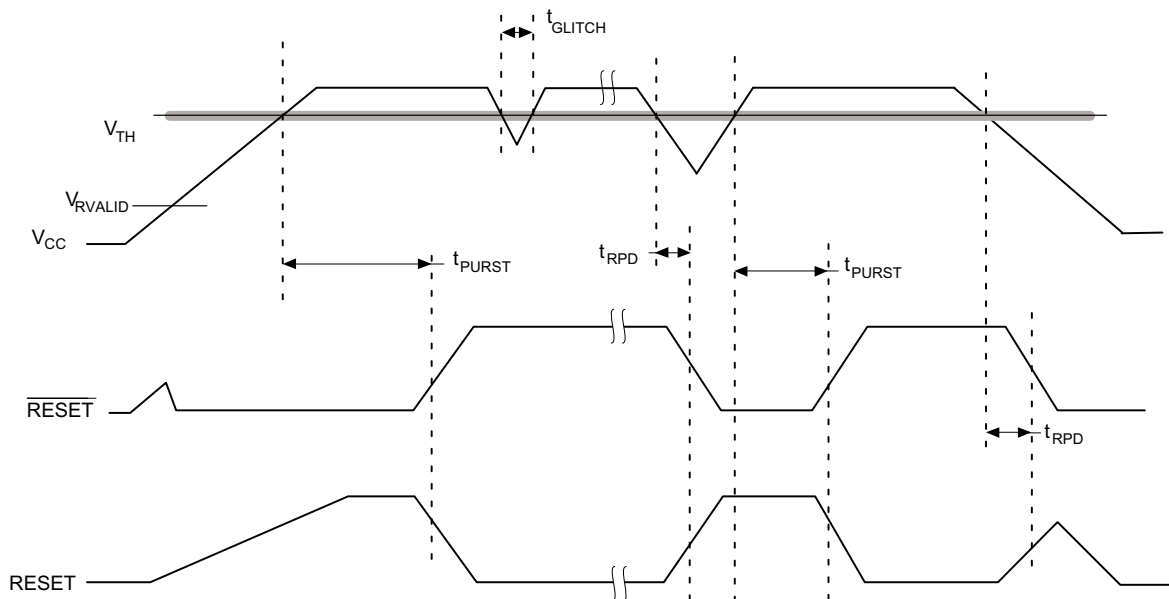 tGLITCH
VTH
VRVALID
VCC
tPURST
tRPD
tPURST
RESET
tRPD
RESET